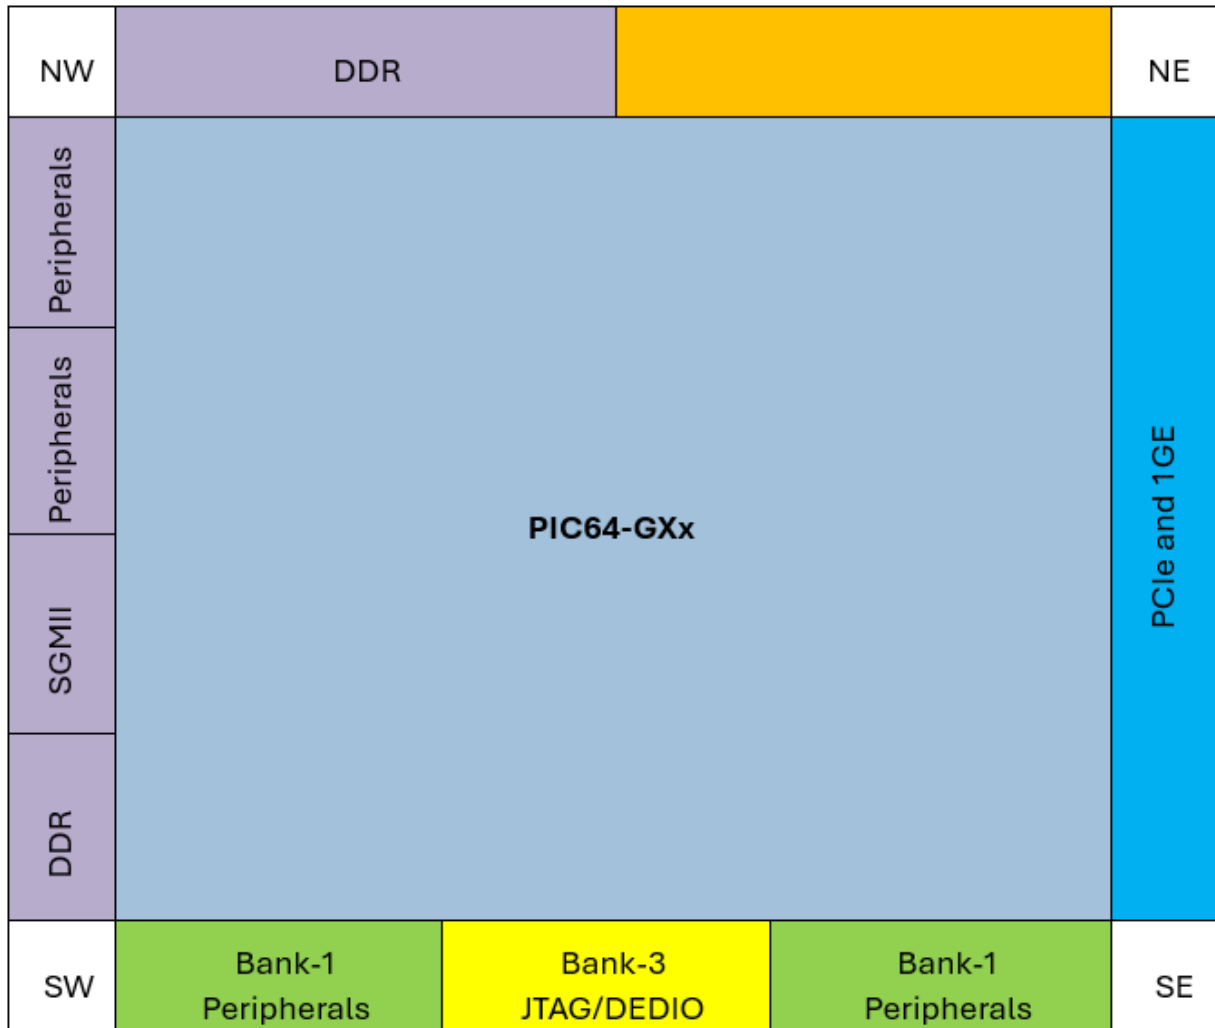 NW
DDR
NE
Peripherals
Peripherals
SGMII
DDR
PIC64-GXx
PCIe and 1GE
SW
Bank-1
Peripherals
Bank-3
JTAG/DEDIO
Bank-1
Peripherals
SE